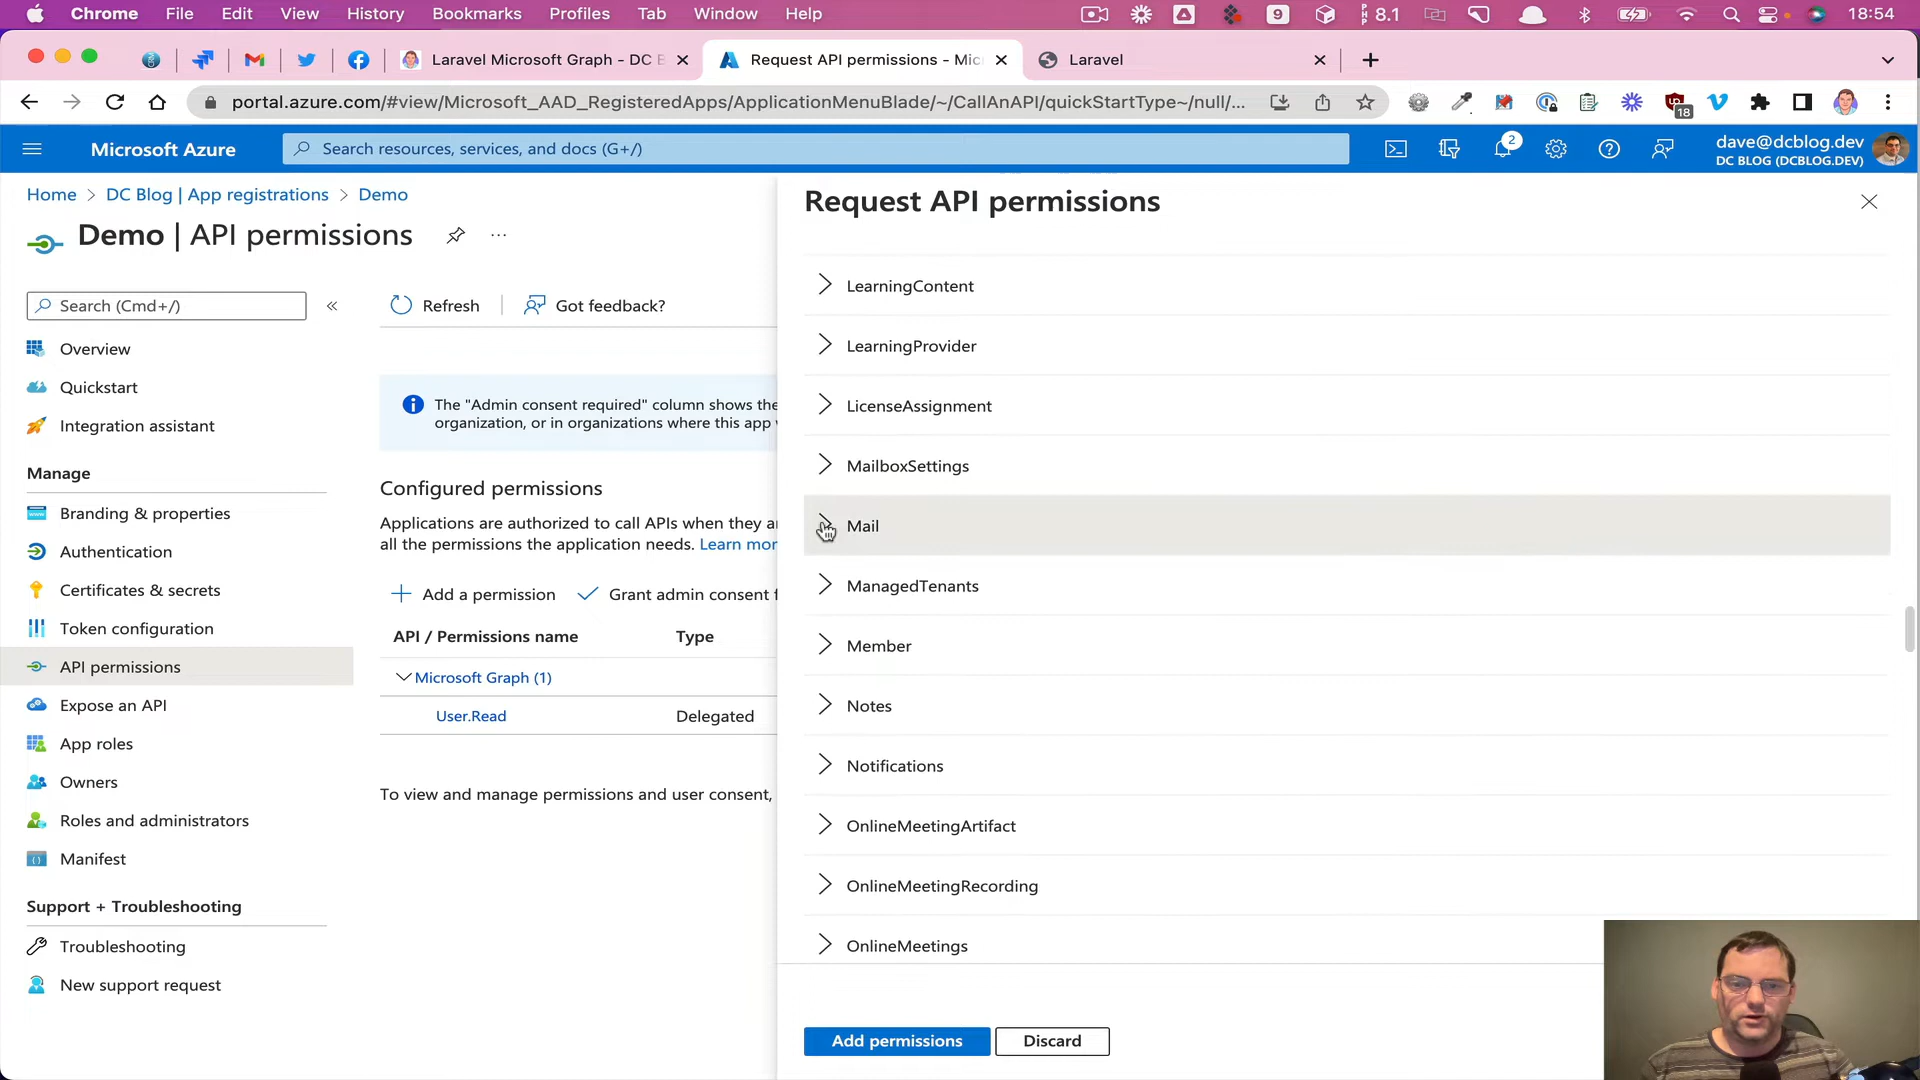 Chrome File Edit View History Bookmarks Profiles Tab Window Help 9 PHP 8.1 18:54
Laravel Microsoft Graph - DC B Request API permissions - Mic Laravel
portal.azure.com/#view/Microsoft_AAD_RegisteredApps/ApplicationMenuBlade/~/CallAnAPI/quickStartType~/null/... 18
Microsoft Azure Search resources, services, and docs (G+/) 2 dave@dcblog.dev
DC BLOG (DCBLOG.DEV)
Home > DC Blog | App registrations > Demo
Demo | API permissions ...
Search (Cmd+/) «
Overview
Quickstart
Integration assistant
Manage
Branding & properties
Authentication
Certificates & secrets
Token configuration
API permissions
Expose an API
App roles
Owners
Roles and administrators
Manifest
Support + Troubleshooting
Troubleshooting
New support request
Refresh Got feedback?
The "Admin consent required" column shows the
organization, or in organizations where this app
Configured permissions
Applications are authorized to call APIs when they a
all the permissions the application needs. Learn mor
Add a permission Grant admin consent f
API / Permissions name Type
Microsoft Graph (1)
User.Read Delegated
To view and manage permissions and user consent,
Request API permissions
LearningContent
LearningProvider
LicenseAssignment
MailboxSettings
Mail
ManagedTenants
Member
Notes
Notifications
OnlineMeetingArtifact
OnlineMeetingRecording
OnlineMeetings
Add permissions Discard